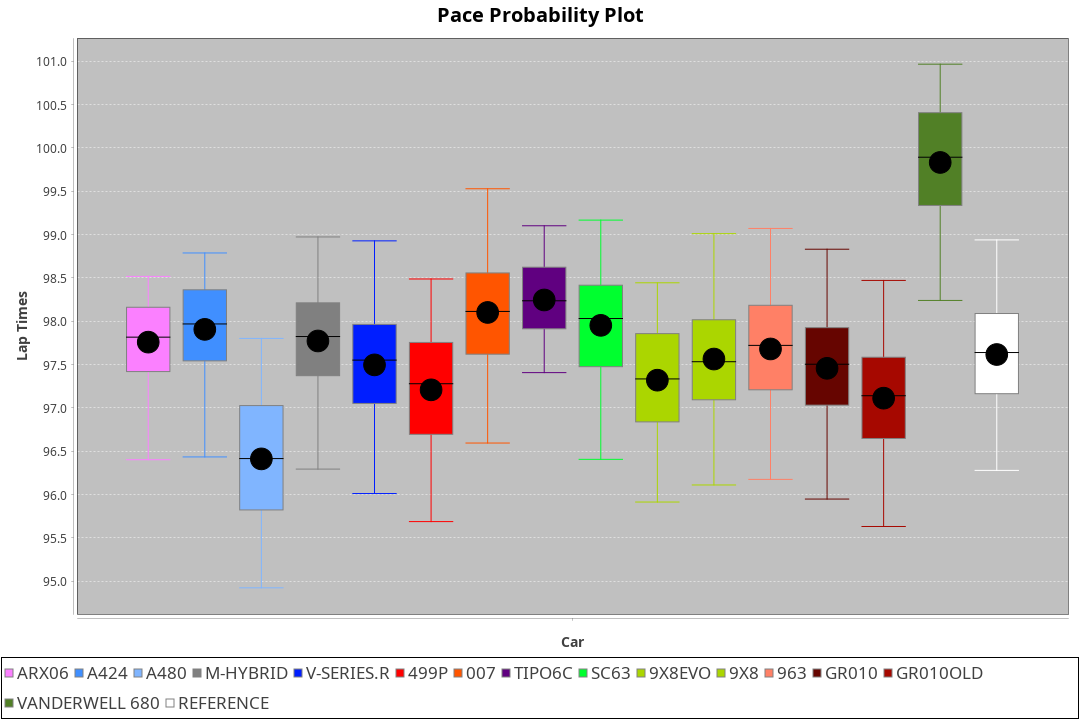 Pace Probability Plot
101.0
100.5
100.0
99.5
99.0
98.5
98.0
97.5
97.0
96.5
96.0
95.5
95.0
Lap Times
Car
ARX06 A424 A480 M-HYBRID V-SERIES.R 499P 007 TIPO6C SC63 9X8EVO 9X8 963 GR010 GR010OLD
VANDERWELL 680 REFERENCE